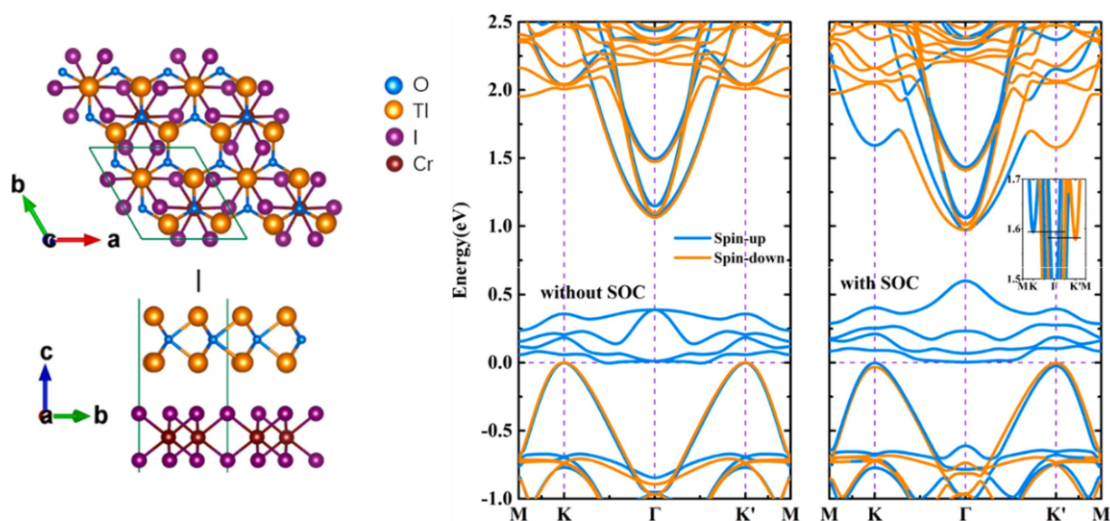 O
Tl
I
Cr
b
c
a
c
a
b
I
Energy(eV)
2.5
2.0
1.5
1.0
0.5
0.0
-0.5
-1.0
Spin-up
Spin-down
without SOC
M K Γ K' M
with SOC
1.7
1.6
1.5
M K Γ K' M
M K Γ K' M